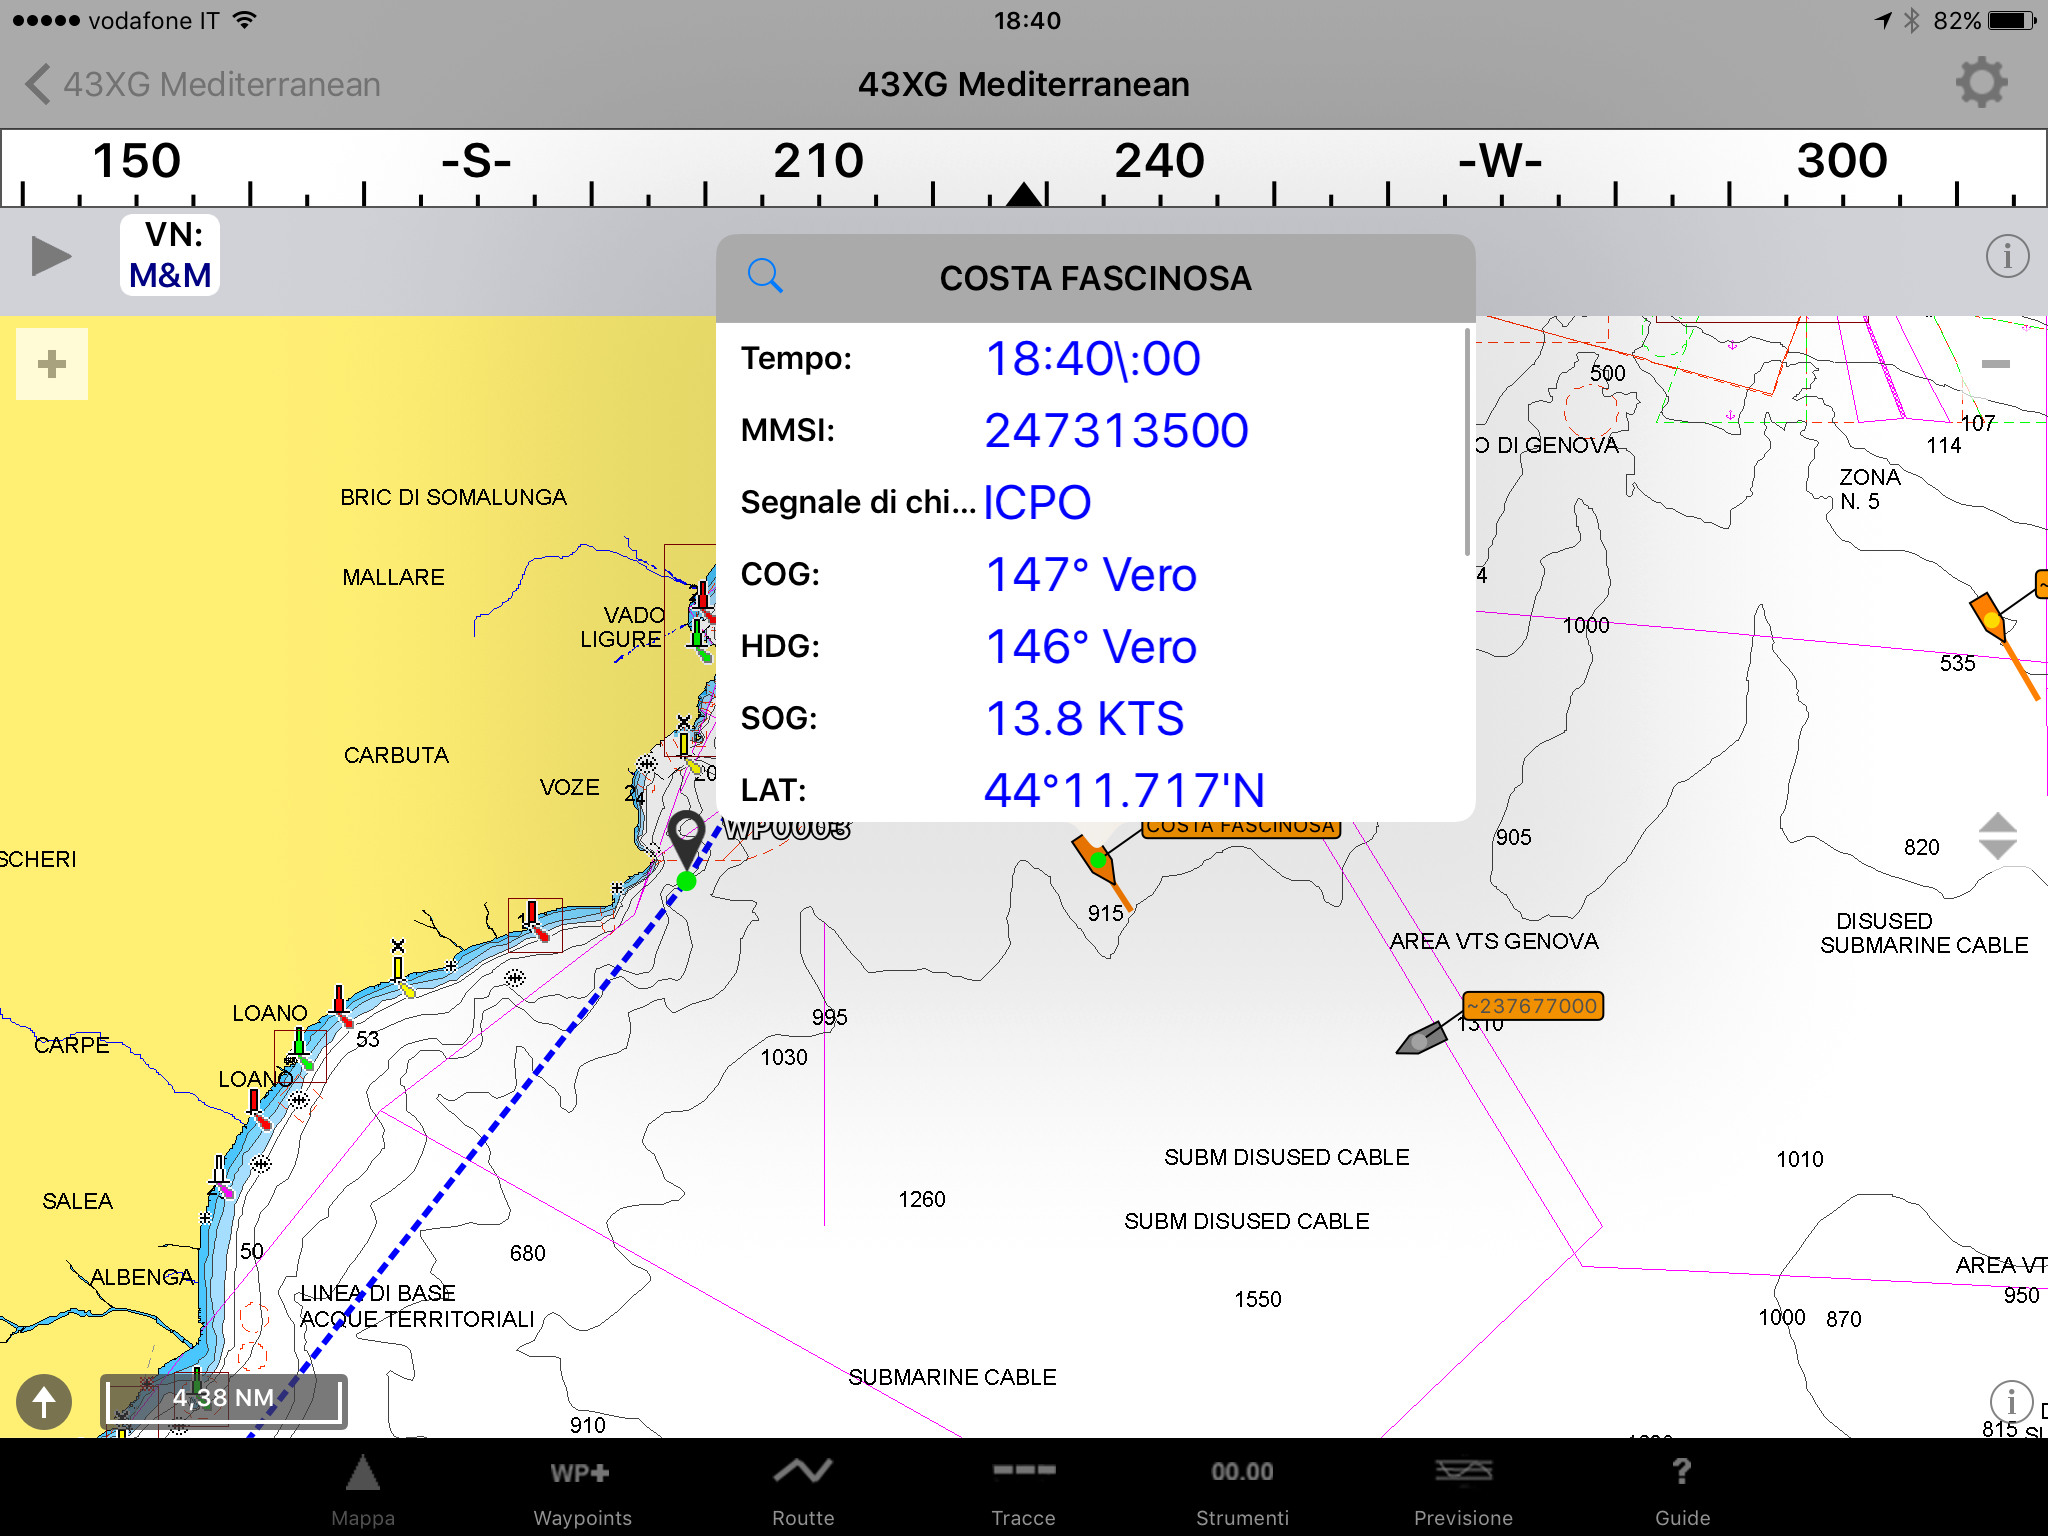 vodafone IT 18:40 82%
43XG Mediterranean 43XG Mediterranean
150 -S- 210 240 -W- 300
VN:
M&M
COSTA FASCINOSA
Tempo: 18:40\:00
MMSI: 247313500
Segnale di chi... ICPO
COG: 147° Vero
HDG: 146° Vero
SOG: 13.8 KTS
LAT: 44°11.717'N
500
107
114
O DI GENOVA
ZONA
N. 5
BRIC DI SOMALUNGA
MALLARE
4
VADO
LIGURE
1000
535
CARBUTA
VOZE
24
20
WP0003
COSTA FASCINOSA
905
820
SCHERI
915
DISUSED
SUBMARINE CABLE
AREA VTS GENOVA
~237677000
1310
LOANO
53
995
CARPE
1030
LOANO
SUBM DISUSED CABLE
1010
SALEA
1260
SUBM DISUSED CABLE
50
680
ALBENGA
AREA VT
LINEA DI BASE
ACQUE TERRITORIALI
1550
950
1000
870
SUBMARINE CABLE
4,38 NM
910
815
WP+ 00.00 ?
Mappa Waypoints Routte Tracce Strumenti Previsione Guide